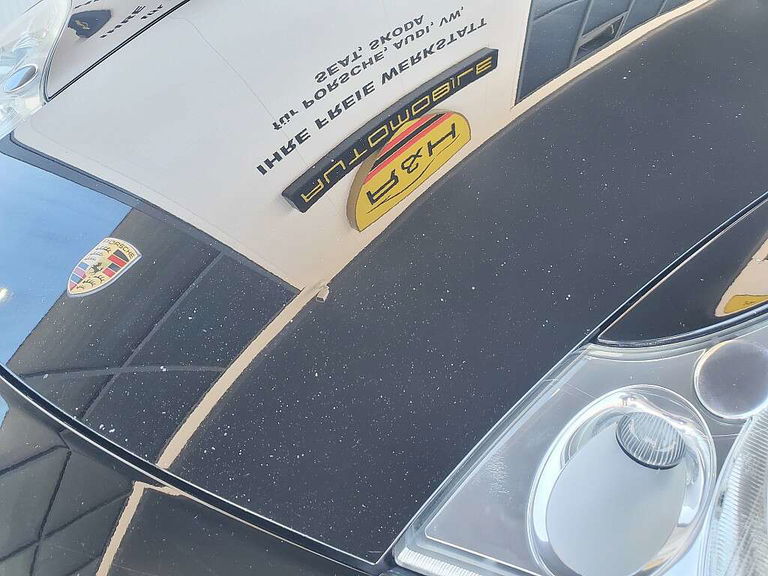 H&R
AUTOMOBILE
IHRE FREIE WERKSTATT
für PORSCHE, AUDI, VW,
SEAT, SKODA
PORSCHE